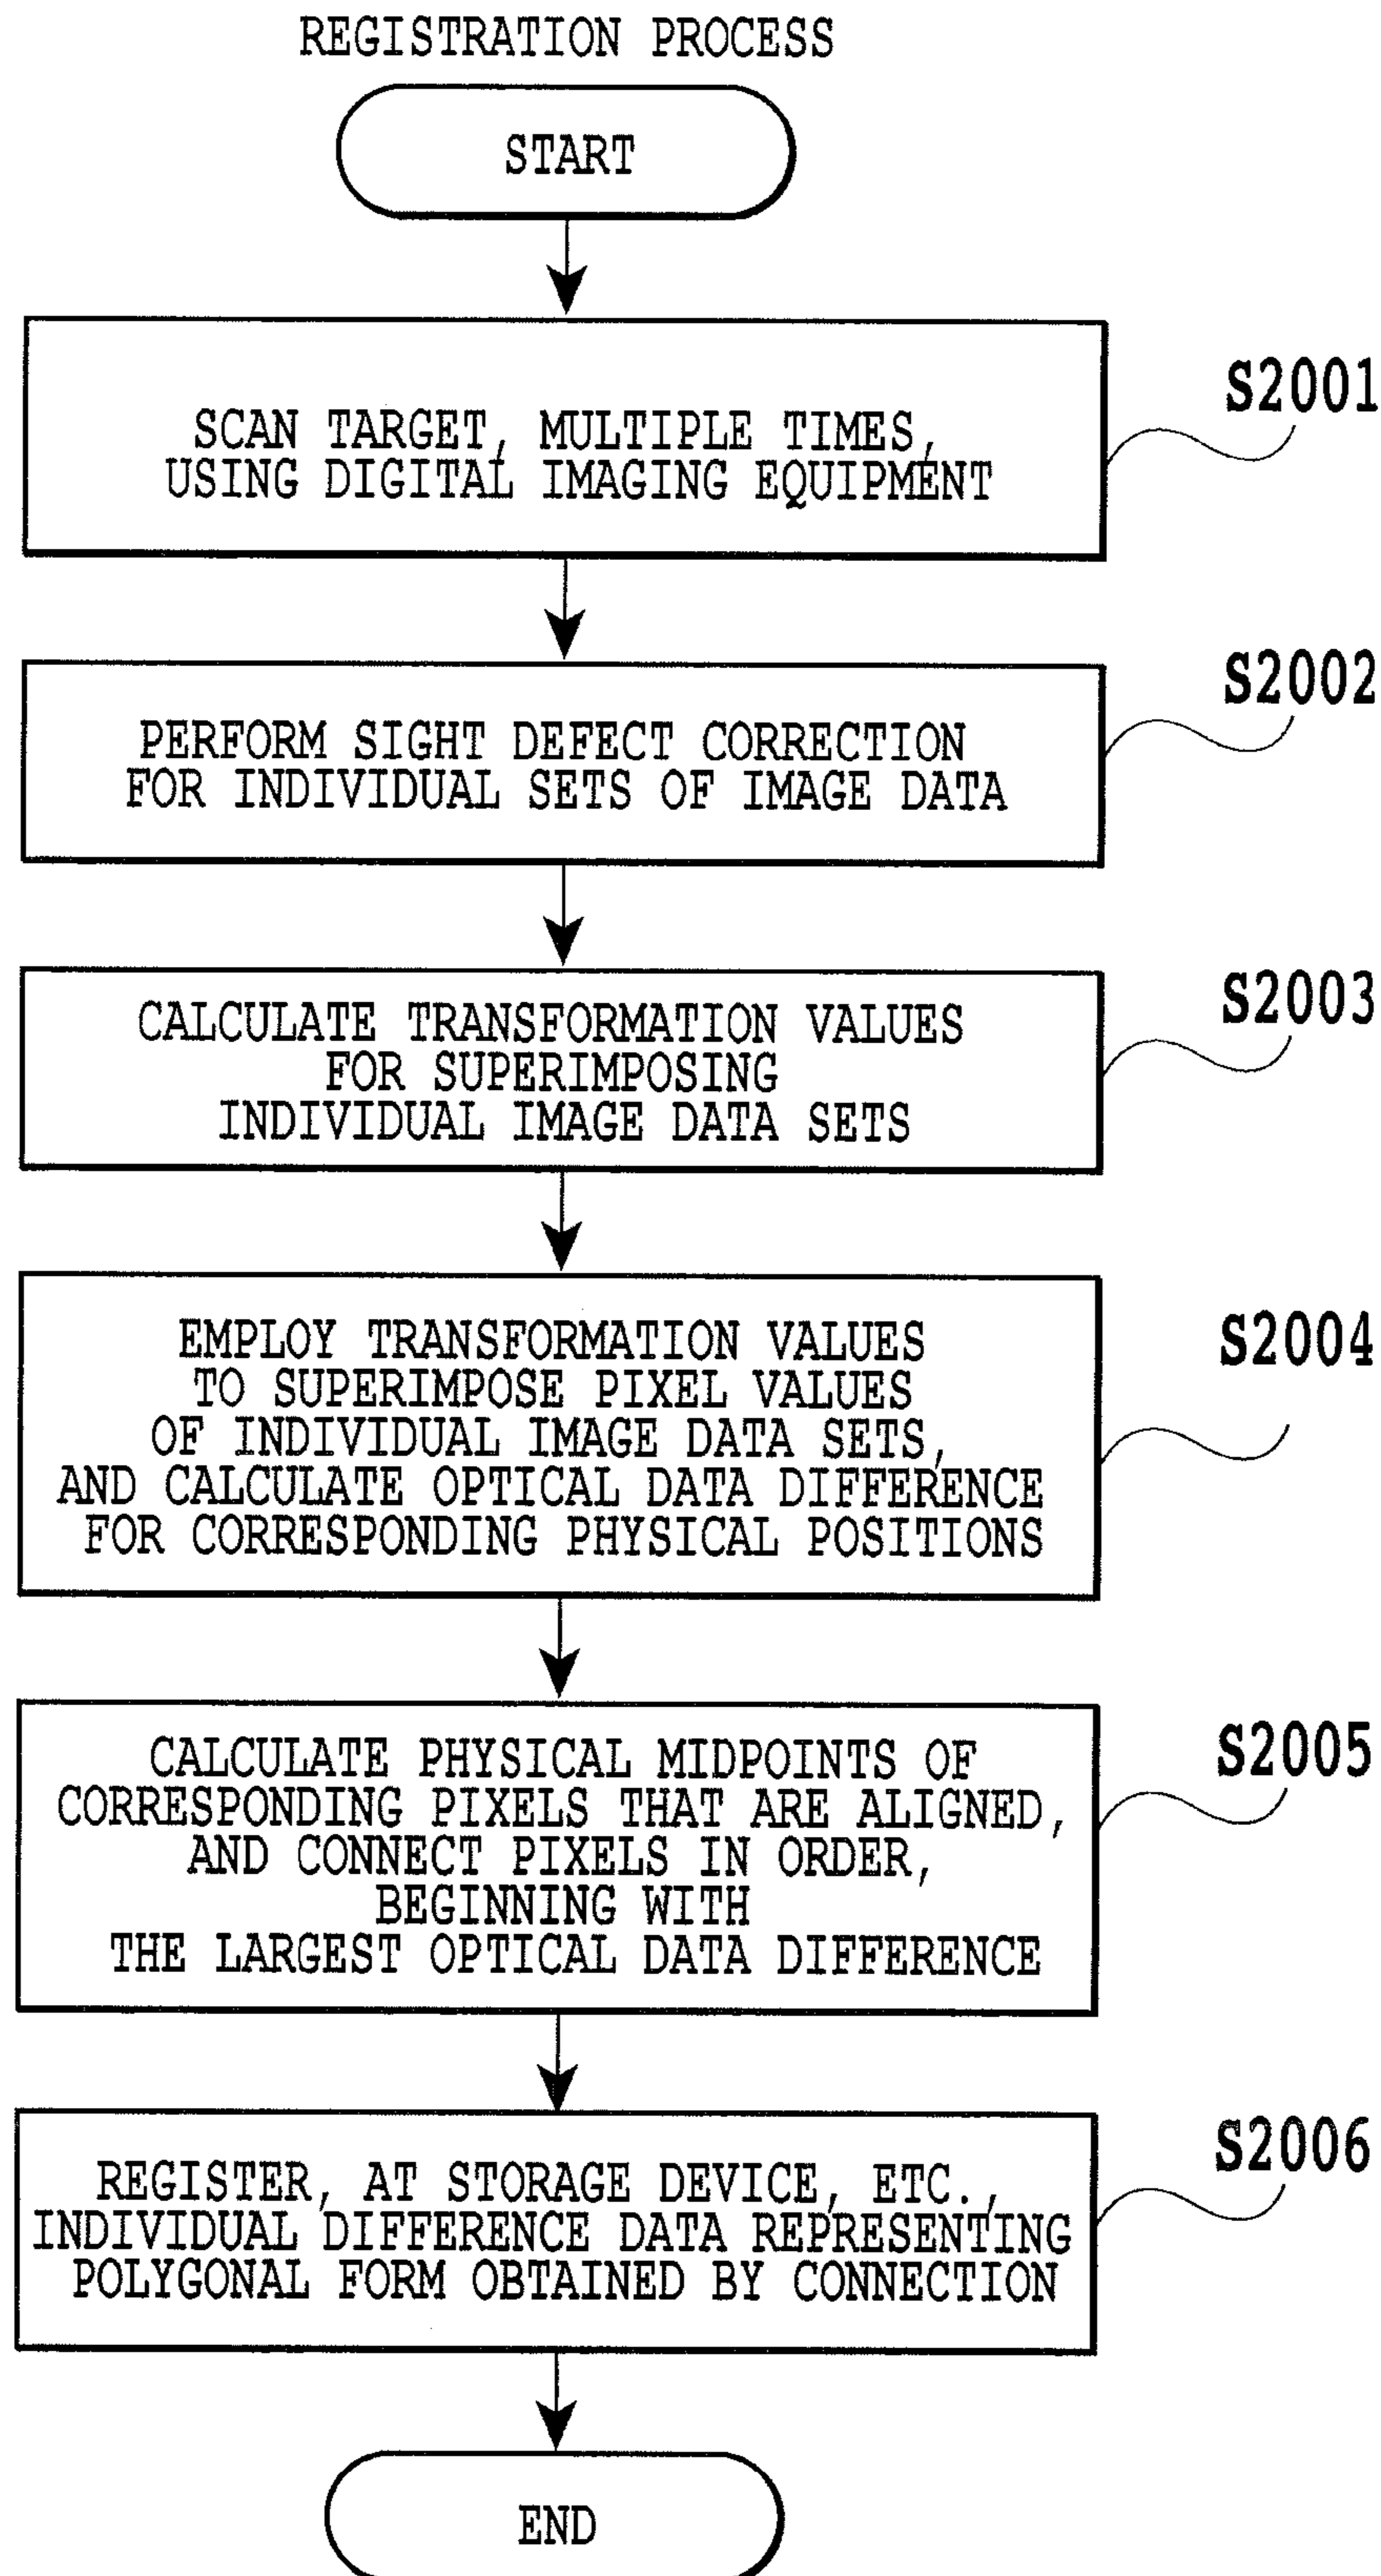 REGISTRATION PROCESS
START
SCAN TARGET, MULTIPLE TIMES,
USING DIGITAL IMAGING EQUIPMENT
S2001
PERFORM SIGHT DEFECT CORRECTION
FOR INDIVIDUAL SETS OF IMAGE DATA
S2002
CALCULATE TRANSFORMATION VALUES
FOR SUPERIMPOSING
INDIVIDUAL IMAGE DATA SETS
S2003
EMPLOY TRANSFORMATION VALUES
TO SUPERIMPOSE PIXEL VALUES
OF INDIVIDUAL IMAGE DATA SETS,
AND CALCULATE OPTICAL DATA DIFFERENCE
FOR CORRESPONDING PHYSICAL POSITIONS
S2004
CALCULATE PHYSICAL MIDPOINTS OF
CORRESPONDING PIXELS THAT ARE ALIGNED,
AND CONNECT PIXELS IN ORDER,
BEGINNING WITH
THE LARGEST OPTICAL DATA DIFFERENCE
S2005
REGISTER, AT STORAGE DEVICE, ETC.,
INDIVIDUAL DIFFERENCE DATA REPRESENTING
POLYGONAL FORM OBTAINED BY CONNECTION
S2006
END